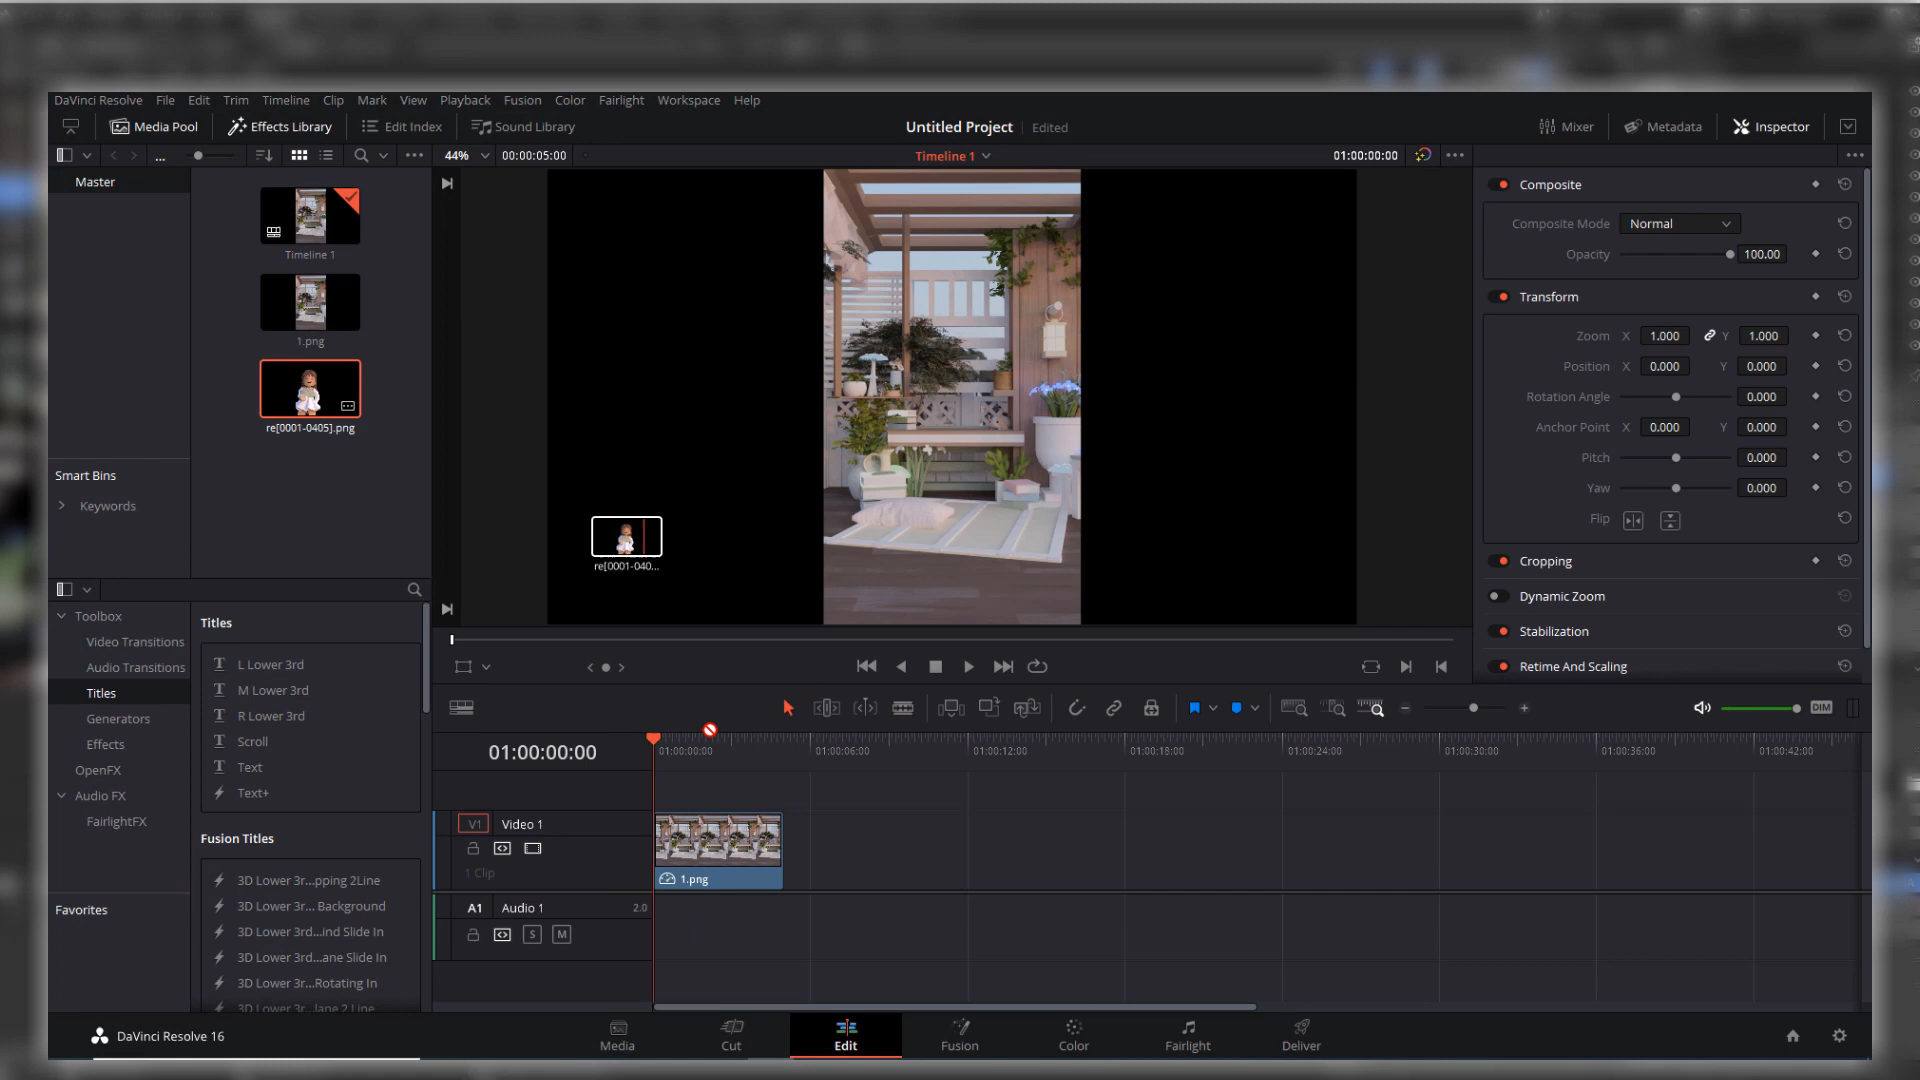 DaVinci Resolve File Edit Trim Timeline Clip Mark View Playback Fusion Color Fairlight Workspace Help
Media Pool Effects Library Edit Index Sound Library Untitled Project Edited Mixer Metadata Inspector
... 44% 00:00:05:00 Timeline 1 01:00:00:00
Master
Timeline 1
1.png
re[0001-0405].png
Smart Bins
Keywords
re[0001-040...
Composite
Composite Mode Normal
Opacity 100.00
Transform
Zoom X 1.000 Y 1.000
Position X 0.000 Y 0.000
Rotation Angle 0.000
Anchor Point X 0.000 Y 0.000
Pitch 0.000
Yaw 0.000
Flip
Cropping
Dynamic Zoom
Stabilization
Retime And Scaling
Toolbox
Video Transitions
Audio Transitions
Titles
Generators
Effects
OpenFX
Audio FX
FairlightFX
Favorites
Titles
L Lower 3rd
M Lower 3rd
R Lower 3rd
Scroll
Text
Text+
Fusion Titles
3D Lower 3r...pping 2Line
3D Lower 3r... Background
3D Lower 3rd...ind Slide In
3D Lower 3rd...ane Slide In
3D Lower 3r...Rotating In
3D Lower 3r...lane 2 Line
DIM
01:00:00:00
01:00:00:00 01:00:06:00 01:00:12:00 01:00:18:00 01:00:24:00 01:00:30:00 01:00:36:00 01:00:42:00
V1 Video 1
1 Clip
1.png
A1 Audio 1 2.0
S M
DaVinci Resolve 16
Media Cut Edit Fusion Color Fairlight Deliver